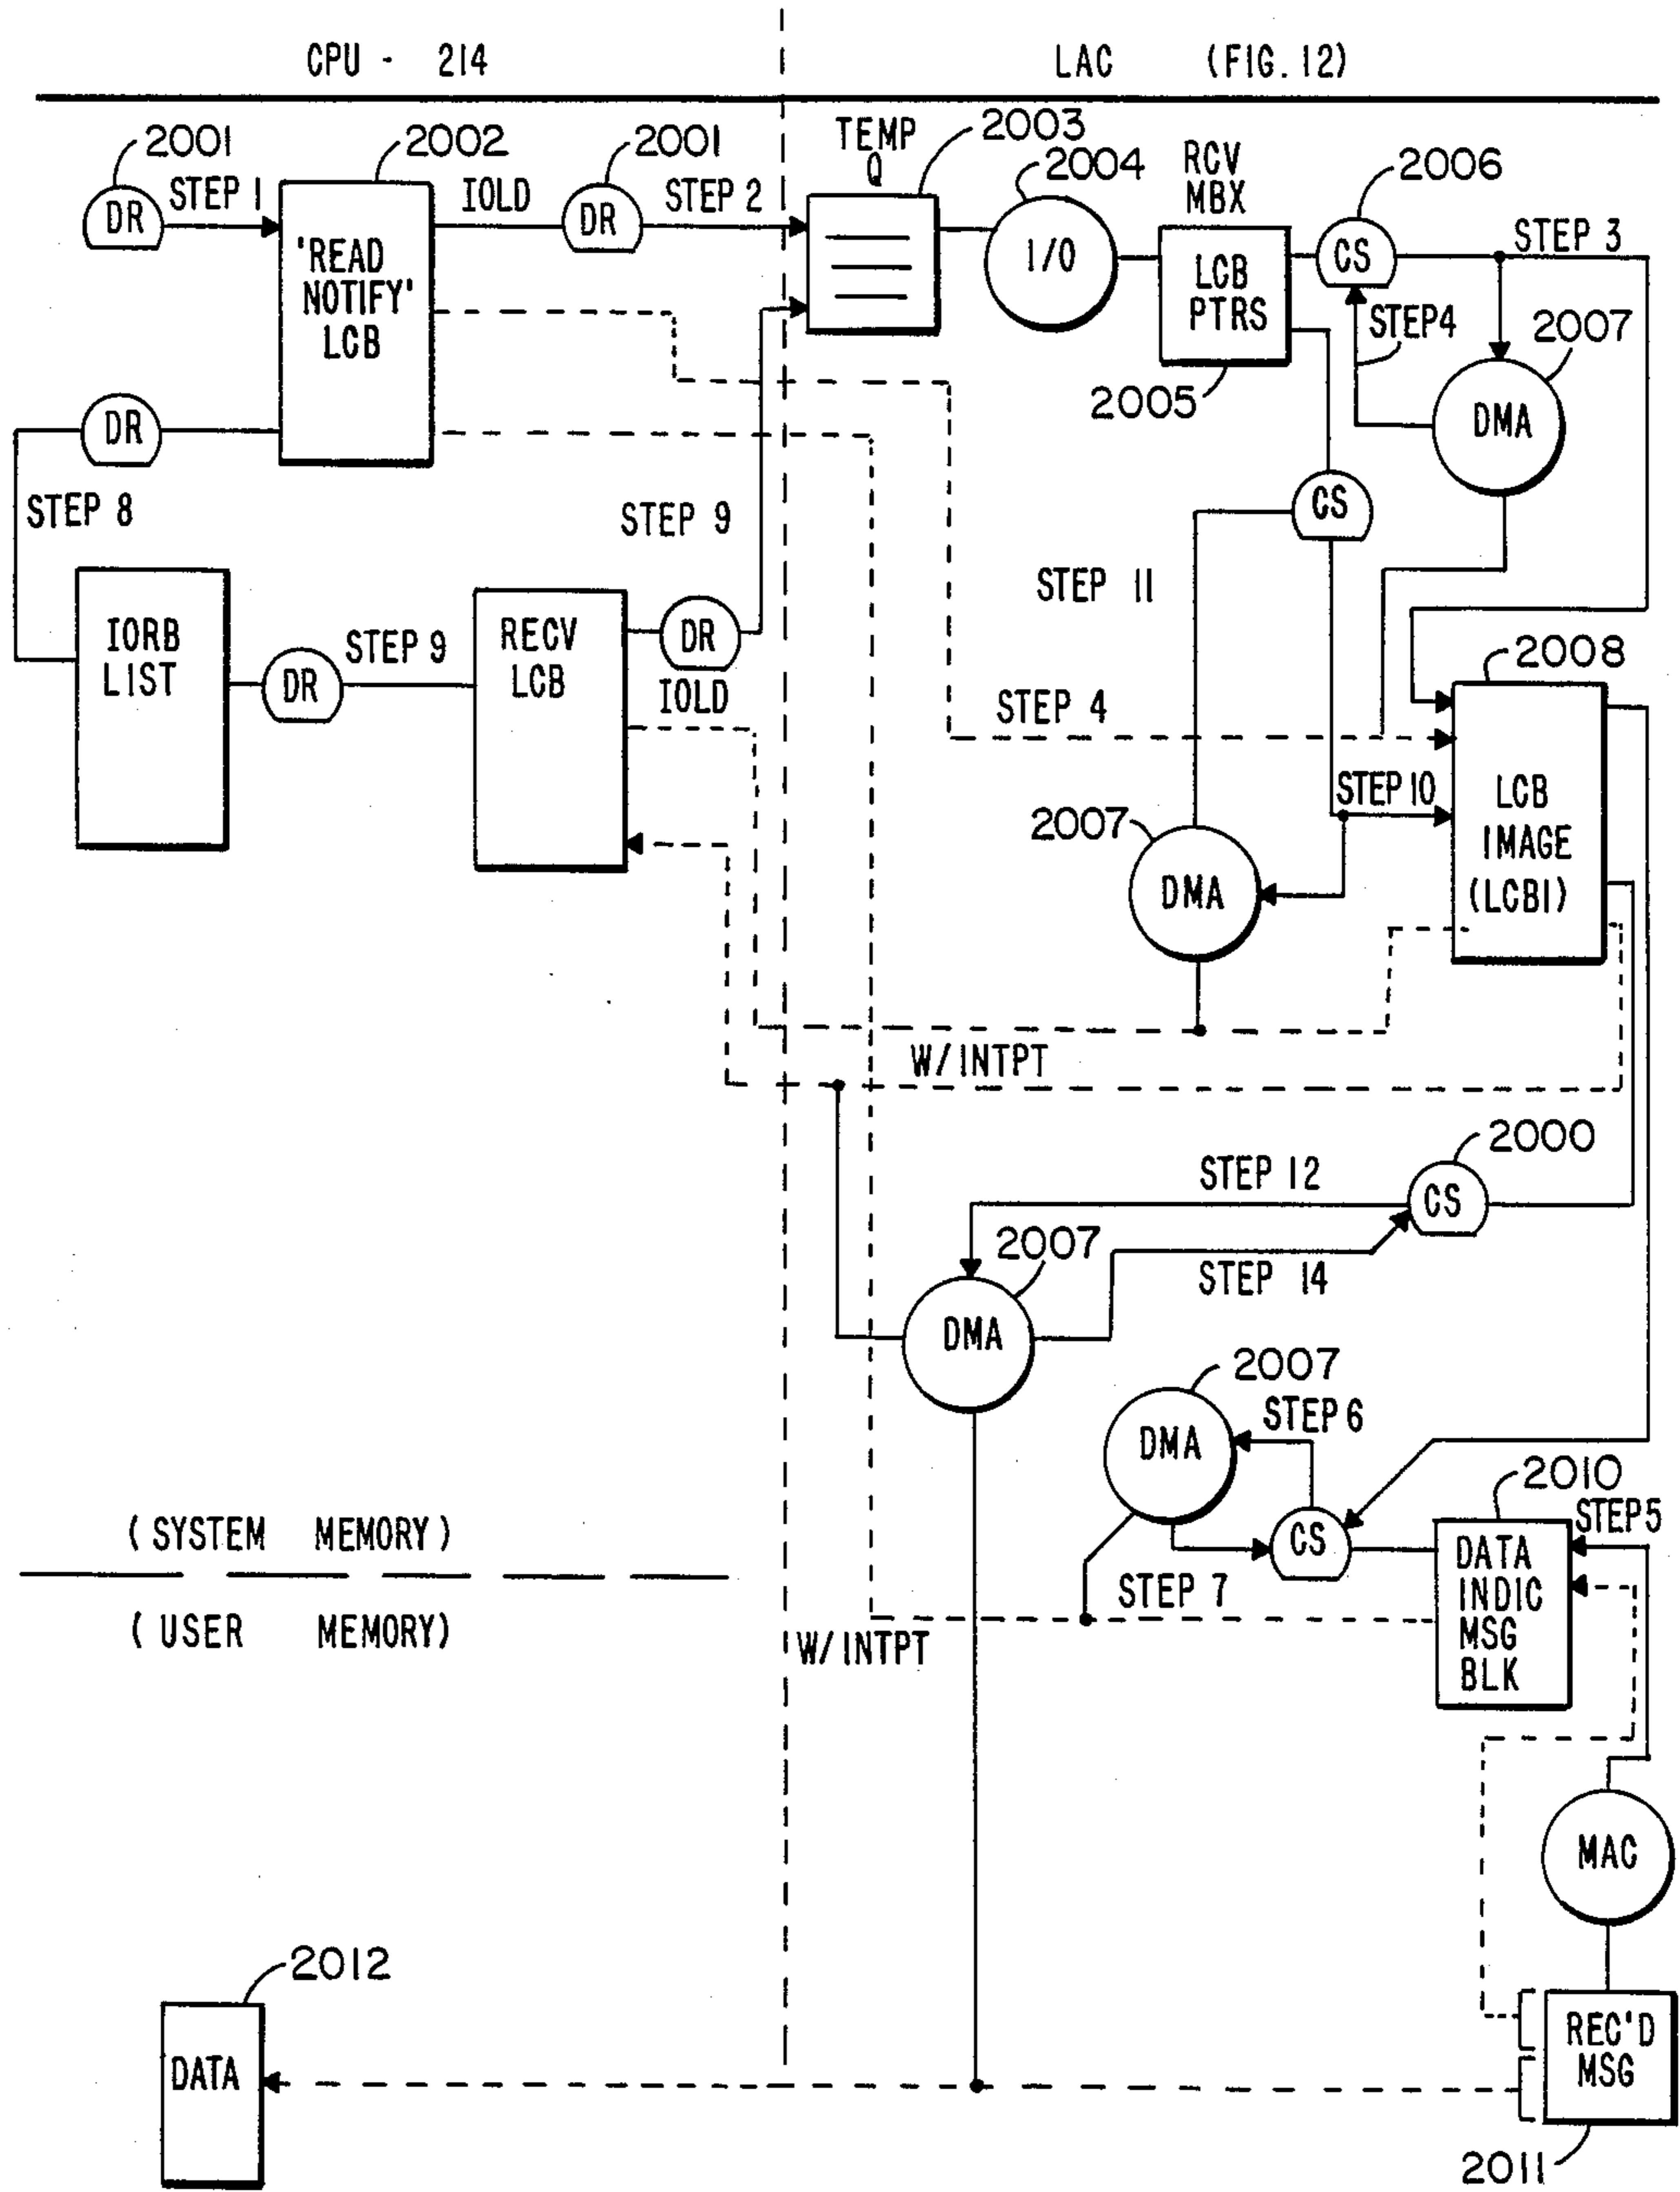 CPU - 214
LAC (FIG. 12)
2001
DR
STEP 1
2002
'READ
NOTIFY'
LCB
IOLD
2001
DR
STEP 2
TEMP
Q
2003
2004
I/O
RCV
MBX
LCB
PTRS
2005
2006
CS
STEP 3
STEP4
2007
DMA
DR
STEP 8
STEP 9
CS
STEP 11
IORB
LIST
DR
STEP 9
RECV
LCB
DR
IOLD
STEP 4
2008
LCB
IMAGE
(LCBI)
STEP 10
2007
DMA
W/INTPT
2000
CS
STEP 12
STEP 14
2007
DMA
2007
DMA
STEP 6
CS
STEP 7
2010
STEP5
DATA
INDIC
MSG
BLK
(SYSTEM MEMORY)
(USER MEMORY)
W/INTPT
MAC
2012
DATA
REC'D
MSG
2011